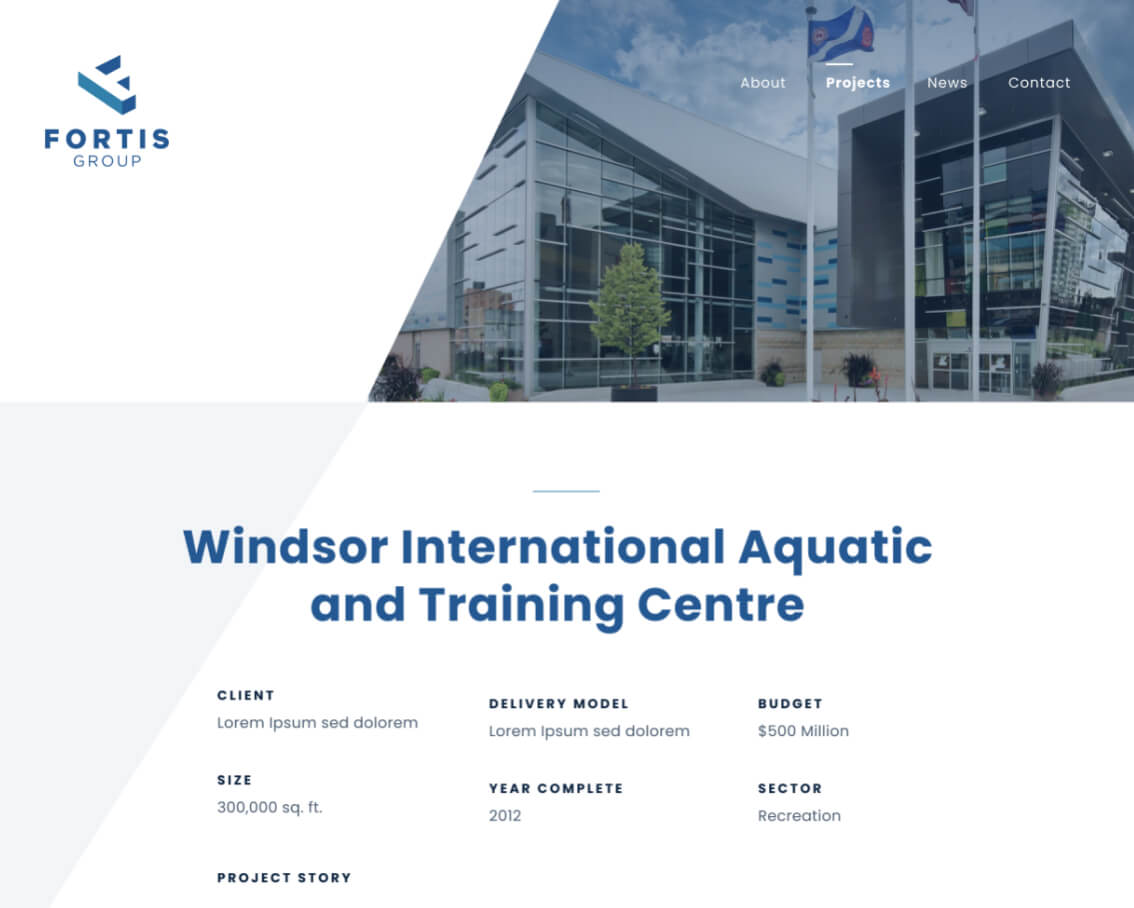 FORTIS
GROUP
About
Projects
News
Contact
Windsor International Aquatic
and Training Centre
CLIENT
Lorem Ipsum sed dolorem
DELIVERY MODEL
Lorem Ipsum sed dolorem
BUDGET
$500 Million
SIZE
300,000 sq. ft.
YEAR COMPLETE
2012
SECTOR
Recreation
PROJECT STORY